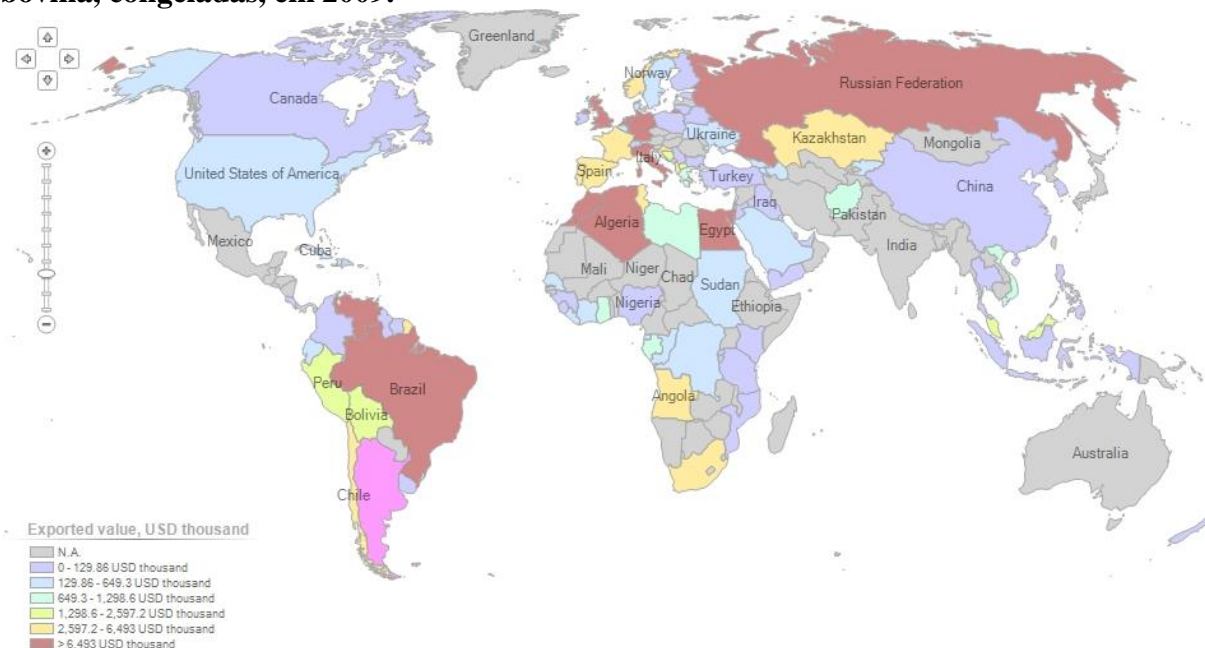 bovina, congeladas, em 2009.
Greenland
Norway
Russian Federation
Canada
Ukraine
Kazakhstan
Mongolia
United States of America
Spain
Italy
Turkey
China
Iraq
Algeria
Egypt
Pakistan
Mexico
Cuba
India
Mali
Niger
Chad
Sudan
Nigeria
Ethiopia
Peru
Brazil
Angola
Bolivia
Australia
Chile
Exported value, USD thousand
N.A.
0 - 129.86 USD thousand
129.86 - 649.3 USD thousand
649.3 - 1,298.6 USD thousand
1,298.6 - 2,597.2 USD thousand
2,597.2 - 6,493 USD thousand
> 6,493 USD thousand